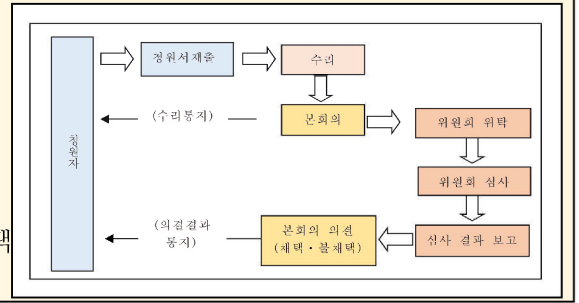 청원서제출
수리
(수리통지)
본회의
위원회 위탁
청원자
위원회 심사
(의결결과
통지)
본회의 의결
(채택・불채택)
심사 결과 보고